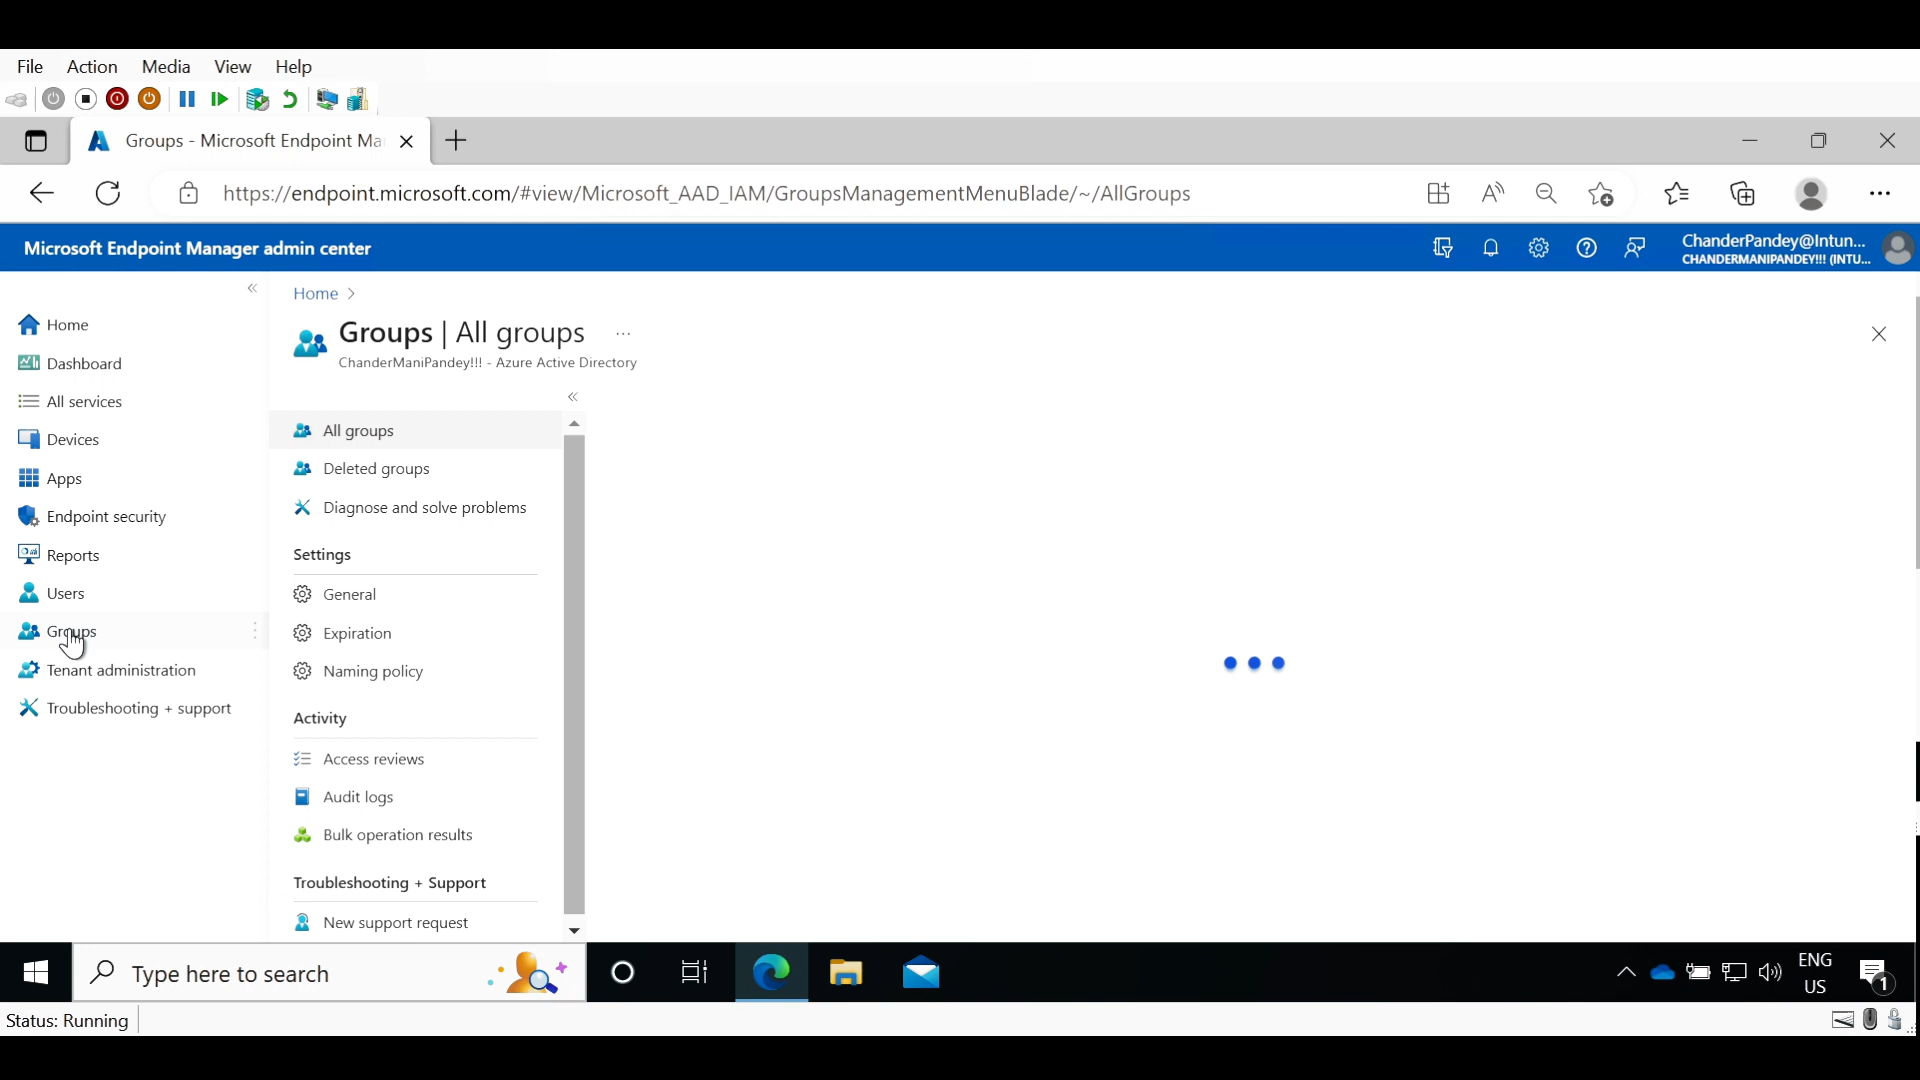 File Action Media View Help
Groups - Microsoft Endpoint Ma
https://endpoint.microsoft.com/#view/Microsoft_AAD_IAM/GroupsManagementMenuBlade/~/AllGroups
Microsoft Endpoint Manager admin center
ChanderPandey@Intun...
CHANDERMANIPANDEY!!! (INTU...
Home
Dashboard
All services
Devices
Apps
Endpoint security
Reports
Users
Groups
Tenant administration
Troubleshooting + support
Home >
Groups | All groups ...
ChanderManiPandey!!! - Azure Active Directory
All groups
Deleted groups
Diagnose and solve problems
Settings
General
Expiration
Naming policy
Activity
Access reviews
Audit logs
Bulk operation results
Troubleshooting + Support
New support request
Type here to search
ENG
US
1
Status: Running